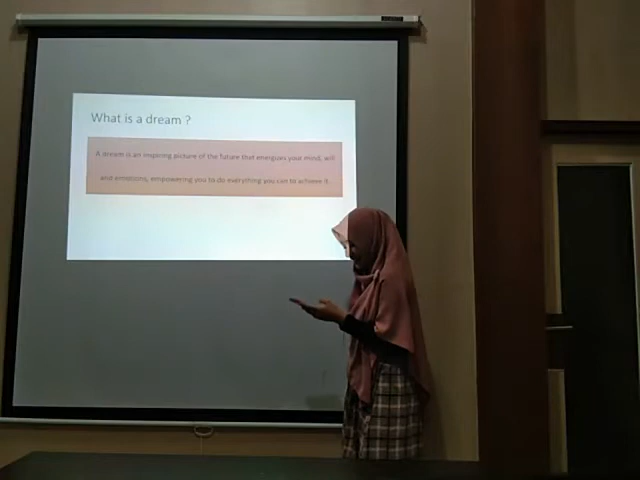 What is a dream ?
A dream is an inspiring picture of the future that energizes your mind, will
and emotions, empowering you to do everything you can to achieve it.